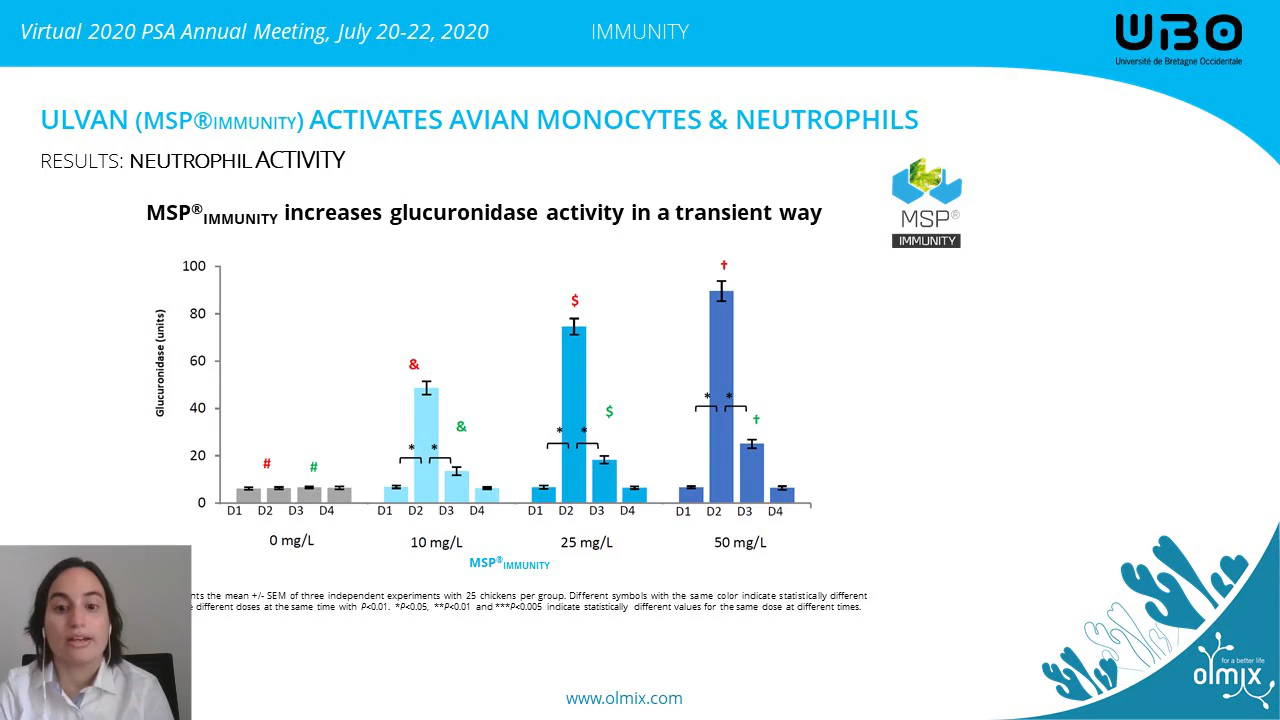 Virtual 2020 PSA Annual Meeting, July 20-22, 2020
IMMUNITY
UBO
Université de Bretagne Occidentale
ULVAN (MSP®IMMUNITY) ACTIVATES AVIAN MONOCYTES & NEUTROPHILS
RESULTS: NEUTROPHIL ACTIVITY
MSP®IMMUNITY increases glucuronidase activity in a transient way
MSP®
IMMUNITY
Glucuronidase (units)
100
80
60
40
20
0
# #
& &
* *
$ $
* *
† †
* *
D1 D2 D3 D4 D1 D2 D3 D4 D1 D2 D3 D4 D1 D2 D3 D4
0 mg/L 10 mg/L 25 mg/L 50 mg/L
MSP®IMMUNITY
the mean +/- SEM of three independent experiments with 25 chickens per group. Different symbols with the same color indicate statistically different
different doses at the same time with P<0.01. *P<0.05, **P<0.01 and ***P<0.005 indicate statistically different values for the same dose at different times.
for a better life
olmix
www.olmix.com